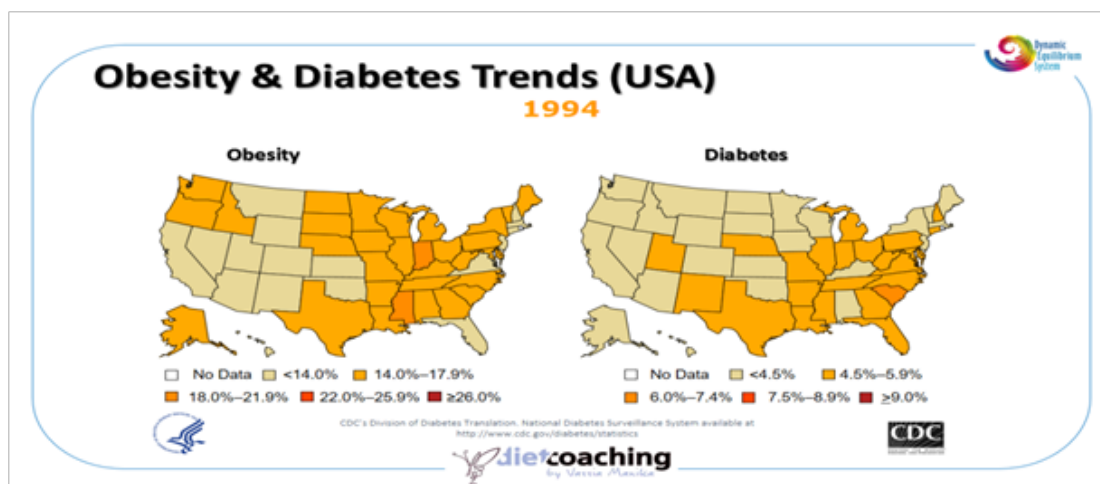 Dynamic
Equilibrium
System
Obesity & Diabetes Trends (USA)
1994
Obesity
Diabetes
No Data <14.0% 14.0%–17.9%
18.0%–21.9% 22.0%–25.9% ≥26.0%
No Data <4.5% 4.5%–5.9%
6.0%–7.4% 7.5%–8.9% ≥9.0%
CDC's Division of Diabetes Translation. National Diabetes Surveillance System available at
http://www.cdc.gov/diabetes/statistics
CDC
dietcoaching
by Vassia Manika